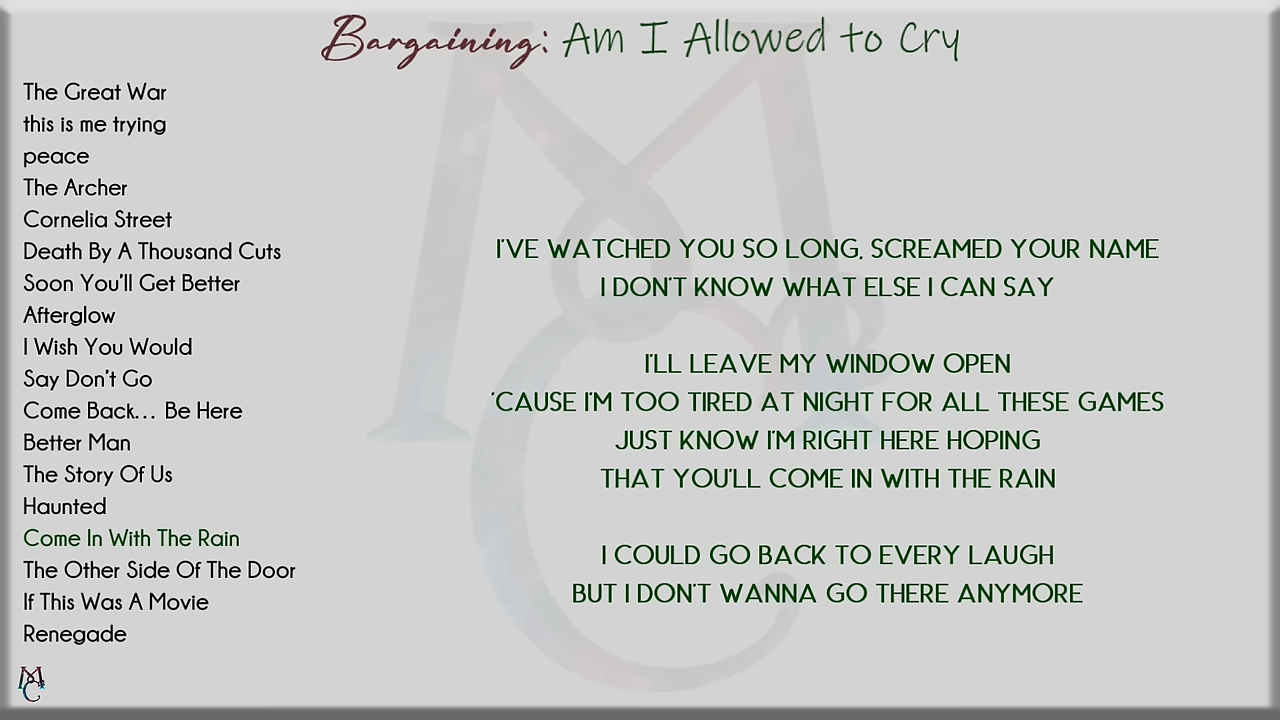 Bargaining: Am I Allowed to Cry
The Great War
this is me trying
peace
The Archer
Cornelia Street
Death By A Thousand Cuts
Soon You'll Get Better
Afterglow
I Wish You Would
Say Don't Go
Come Back... Be Here
Better Man
The Story Of Us
Haunted
Come In With The Rain
The Other Side Of The Door
If This Was A Movie
Renegade
I'VE WATCHED YOU SO LONG, SCREAMED YOUR NAME
I DON'T KNOW WHAT ELSE I CAN SAY
I'LL LEAVE MY WINDOW OPEN
'CAUSE I'M TOO TIRED AT NIGHT FOR ALL THESE GAMES
JUST KNOW I'M RIGHT HERE HOPING
THAT YOU'LL COME IN WITH THE RAIN
I COULD GO BACK TO EVERY LAUGH
BUT I DON'T WANNA GO THERE ANYMORE